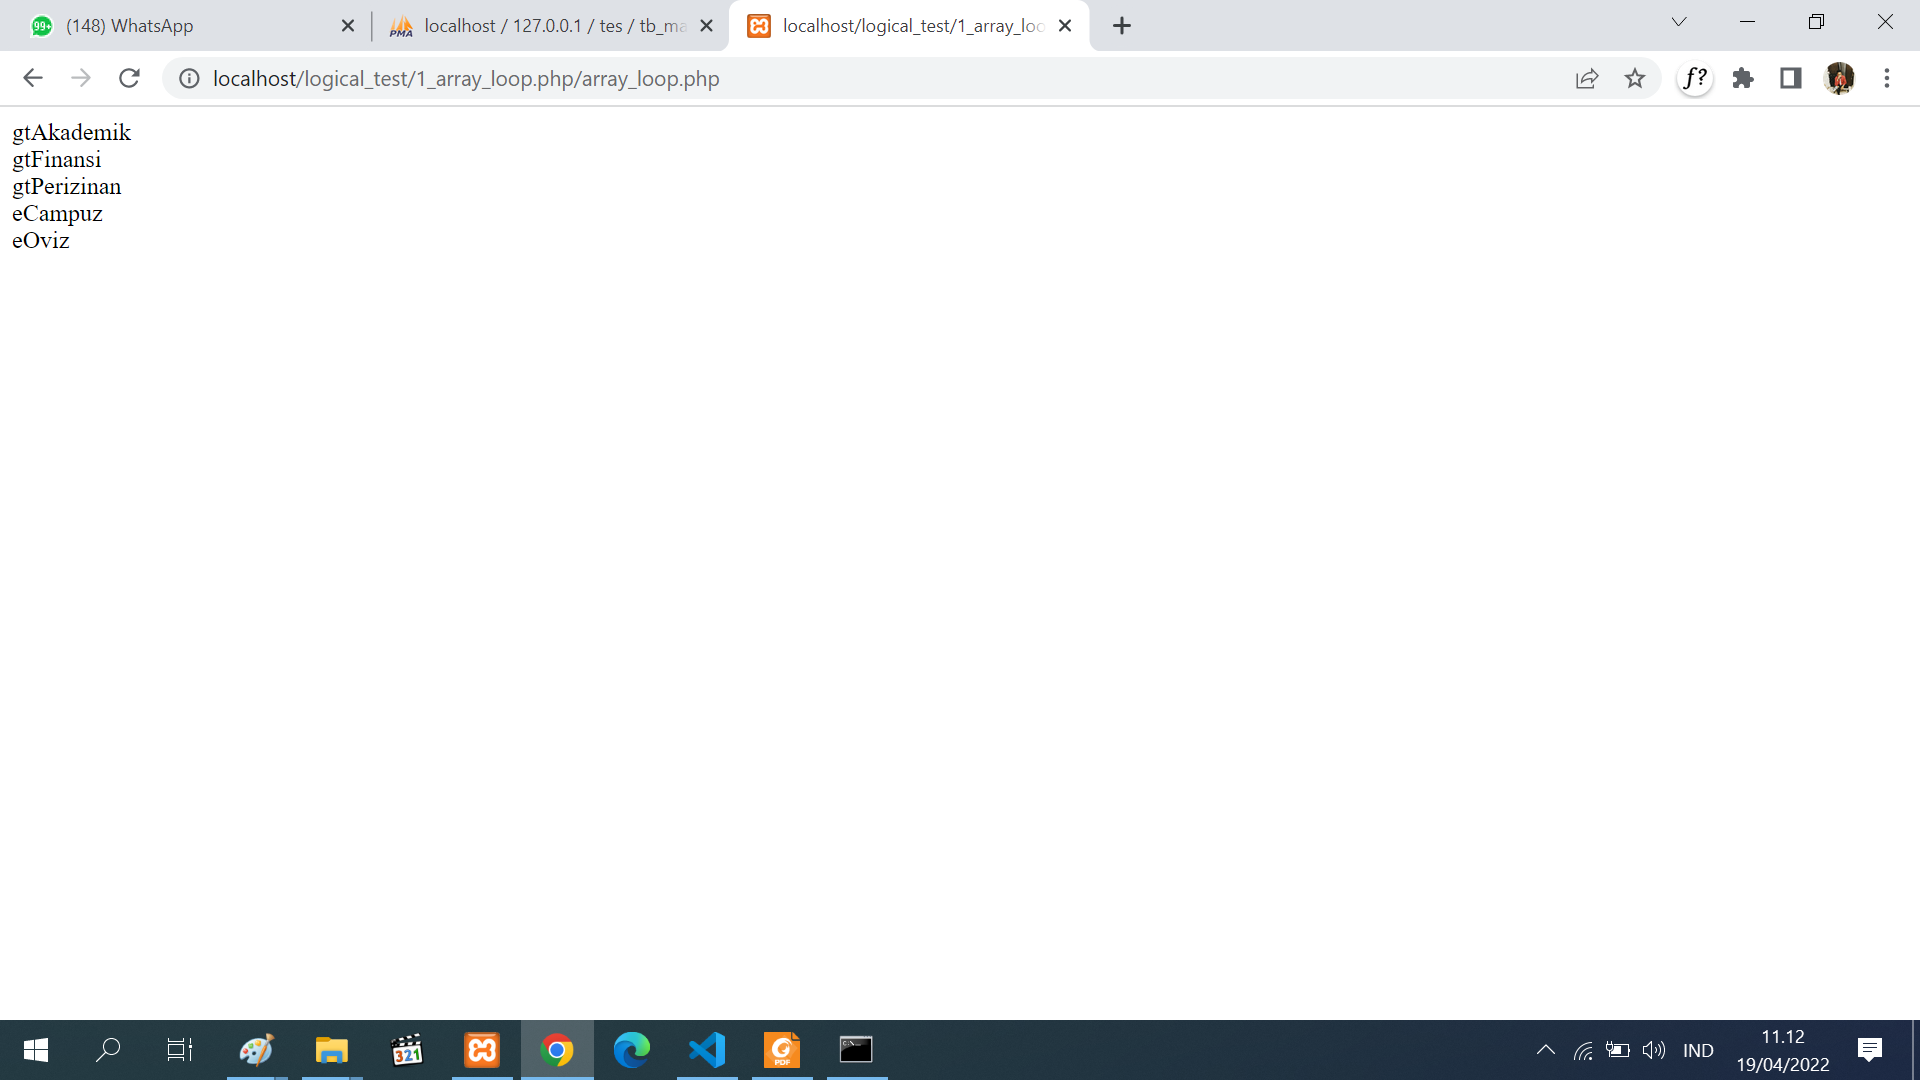 99+ (148) WhatsApp
PMA localhost / 127.0.0.1 / tes / tb_ma
localhost/logical_test/1_array_loo
localhost/logical_test/1_array_loop.php/array_loop.php
f?
gtAkademik
gtFinansi
gtPerizinan
eCampuz
eOviz
321
PDF
C:\_
IND
11.12
19/04/2022